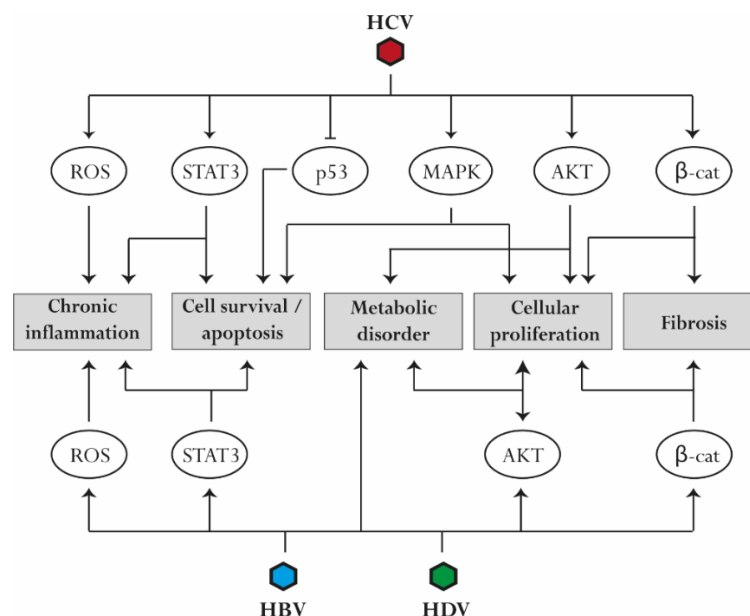 HCV
ROS STAT3 p53 MAPK AKT β-cat
Chronic inflammation
Cell survival / apoptosis
Metabolic disorder
Cellular proliferation
Fibrosis
ROS STAT3 AKT β-cat
HBV HDV